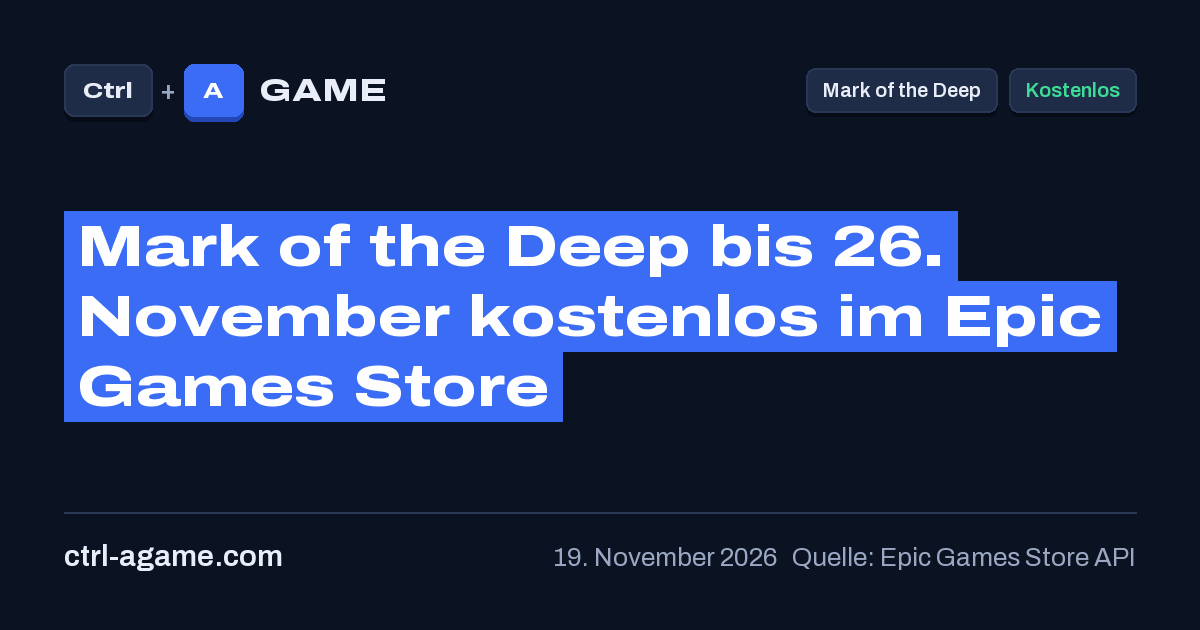 Ctrl + A GAME
Mark of the Deep
Kostenlos
Mark of the Deep bis 26.
November kostenlos im Epic
Games Store
ctrl-agame.com
19. November 2026 Quelle: Epic Games Store API